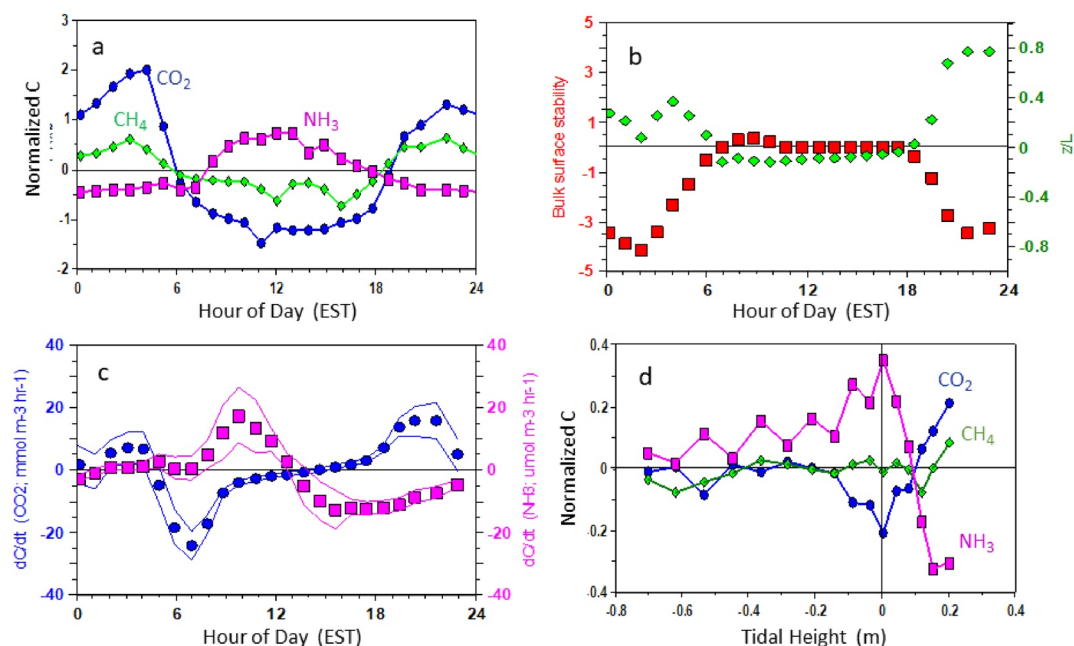 a
CO2
CH4
NH3
Normalized C
3
2
1
0
-1
-2
0
6
12
18
24
Hour of Day (EST)
b
Bulk surface stability
5
3
1
-1
-3
-5
z/L
0.8
0.4
0
-0.4
-0.8
0
6
12
18
24
Hour of Day (EST)
c
dC/dt (CO2; mmol m-3 hr-1)
40
20
0
-20
-40
dC/dt (NH3; umol m-3 hr-1)
40
20
0
-20
-40
0
6
12
18
24
Hour of Day (EST)
d
CO2
CH4
NH3
Normalized C
0.4
0.2
0
-0.2
-0.4
-0.8
-0.6
-0.4
-0.2
0
0.2
0.4
Tidal Height (m)